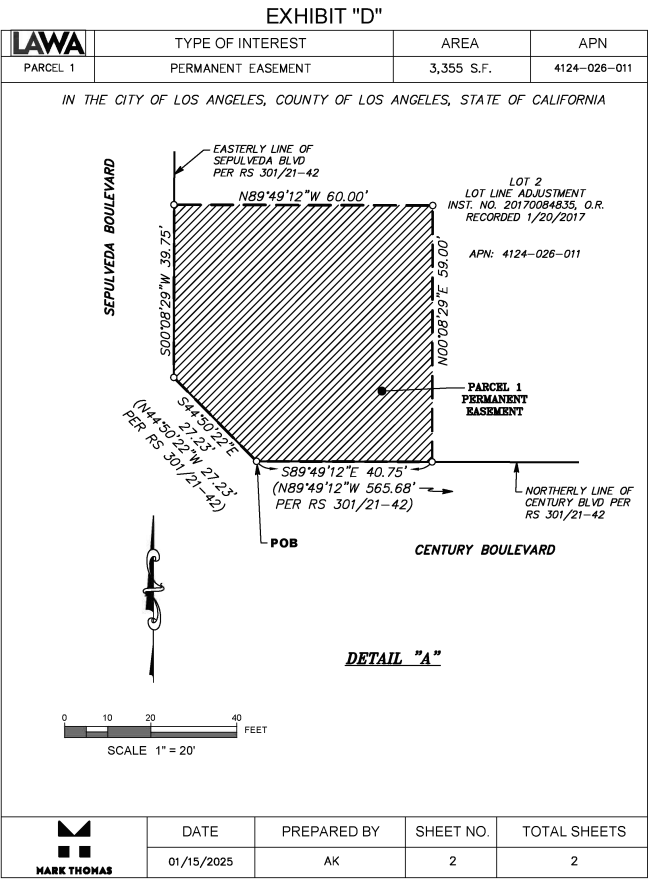 EXHIBIT "D"
LAWA
TYPE OF INTEREST
AREA
APN
PARCEL 1
PERMANENT EASEMENT
3,355 S.F.
4124-026-011
IN THE CITY OF LOS ANGELES, COUNTY OF LOS ANGELES, STATE OF CALIFORNIA
SEPULVEDA BOULEVARD
EASTERLY LINE OF
SEPULVEDA BLVD
PER RS 301/21-42
N89°49'12"W 60.00'
LOT 2
LOT LINE ADJUSTMENT
INST. NO. 20170084835, O.R.
RECORDED 1/20/2017
APN: 4124-026-011
S00°08'29"W 39.75'
N00°08'29"E 59.00'
PARCEL 1
PERMANENT
EASEMENT
S44°50'22"E
27.23'
(N44°50'22"W 27.23'
PER RS 301/21-42)
S89°49'12"E 40.75'
(N89°49'12"W 565.68'
PER RS 301/21-42)
NORTHERLY LINE OF
CENTURY BLVD PER
RS 301/21-42
POB
CENTURY BOULEVARD
DETAIL "A"
0 10 20 40
FEET
SCALE 1" = 20'
MARK THOMAS
DATE
PREPARED BY
SHEET NO.
TOTAL SHEETS
01/15/2025
AK
2
2